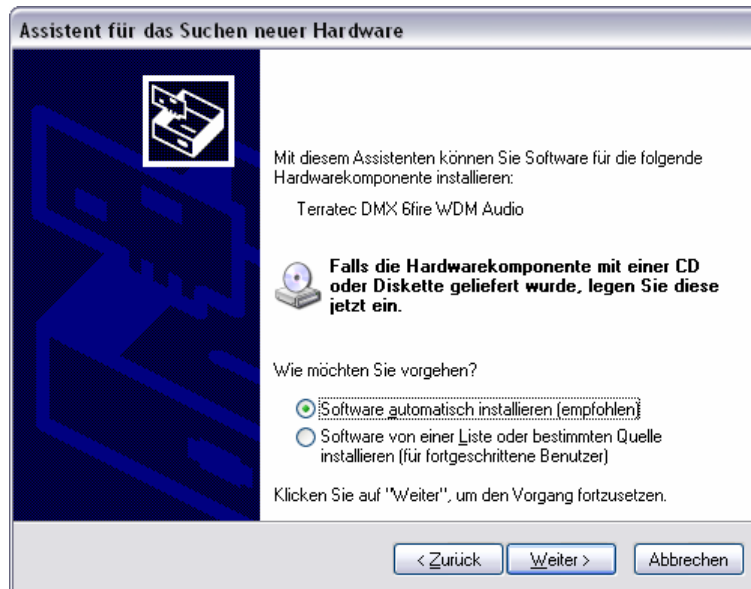 Assistent für das Suchen neuer Hardware
Mit diesem Assistenten können Sie Software für die folgende
Hardwarekomponente installieren:
Terratec DMX 6fire WDM Audio
Falls die Hardwarekomponente mit einer CD
oder Diskette geliefert wurde, legen Sie diese
jetzt ein.
Wie möchten Sie vorgehen?
Software automatisch installieren (empfohlen)
Software von einer Liste oder bestimmten Quelle
installieren (für fortgeschrittene Benutzer)
Klicken Sie auf "Weiter", um den Vorgang fortzusetzen.
< Zurück Weiter > Abbrechen